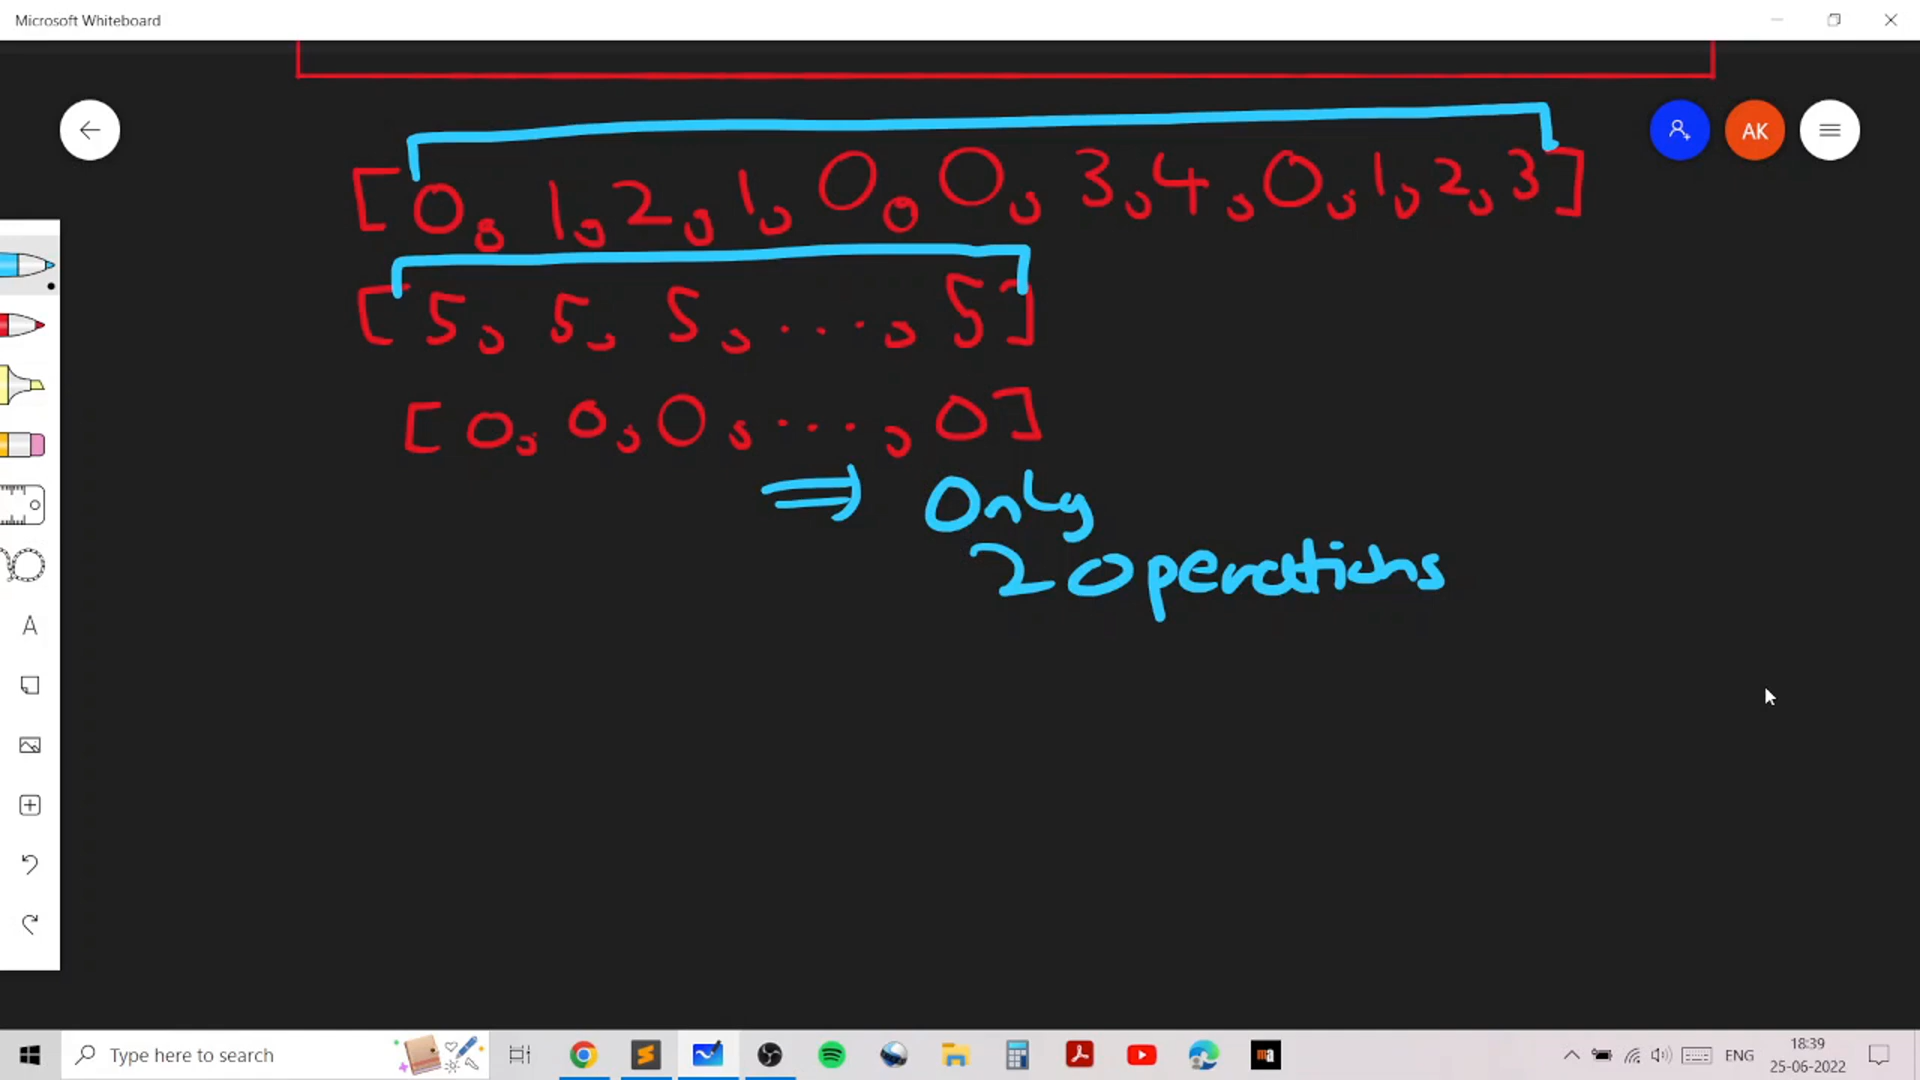 Microsoft Whiteboard
AK
[0, 1, 2, 1, 0, 0, 3, 4, 0, 1, 2, 3]
[5, 5, 5, ..., 5]
[0, 0, 0, ..., 0]
⇒ Only
2 Operations
A
Type here to search
ma
ENG
18:39
25-06-2022